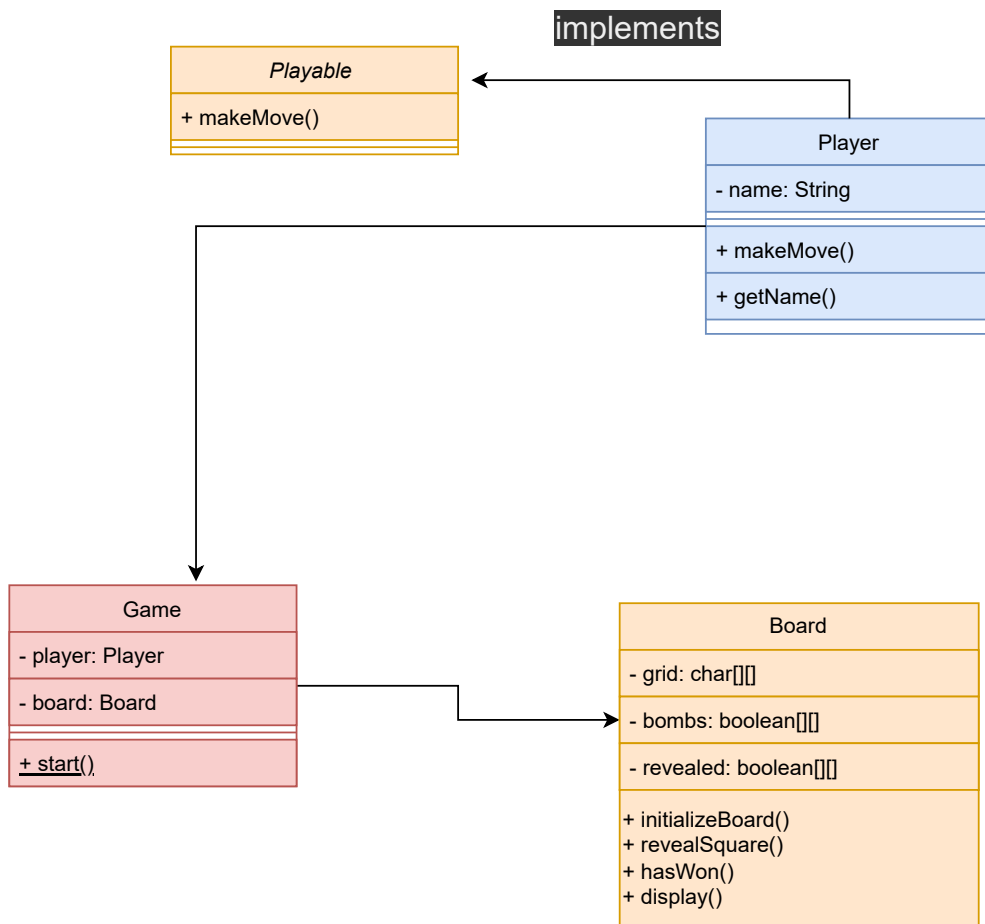 implements
Playable
+ makeMove()
Player
- name: String
+ makeMove()
+ getName()
Game
- player: Player
- board: Board
+ start()
Board
- grid: char[][]
- bombs: boolean[][]
- revealed: boolean[][]
+ initializeBoard()
+ revealSquare()
+ hasWon()
+ display()